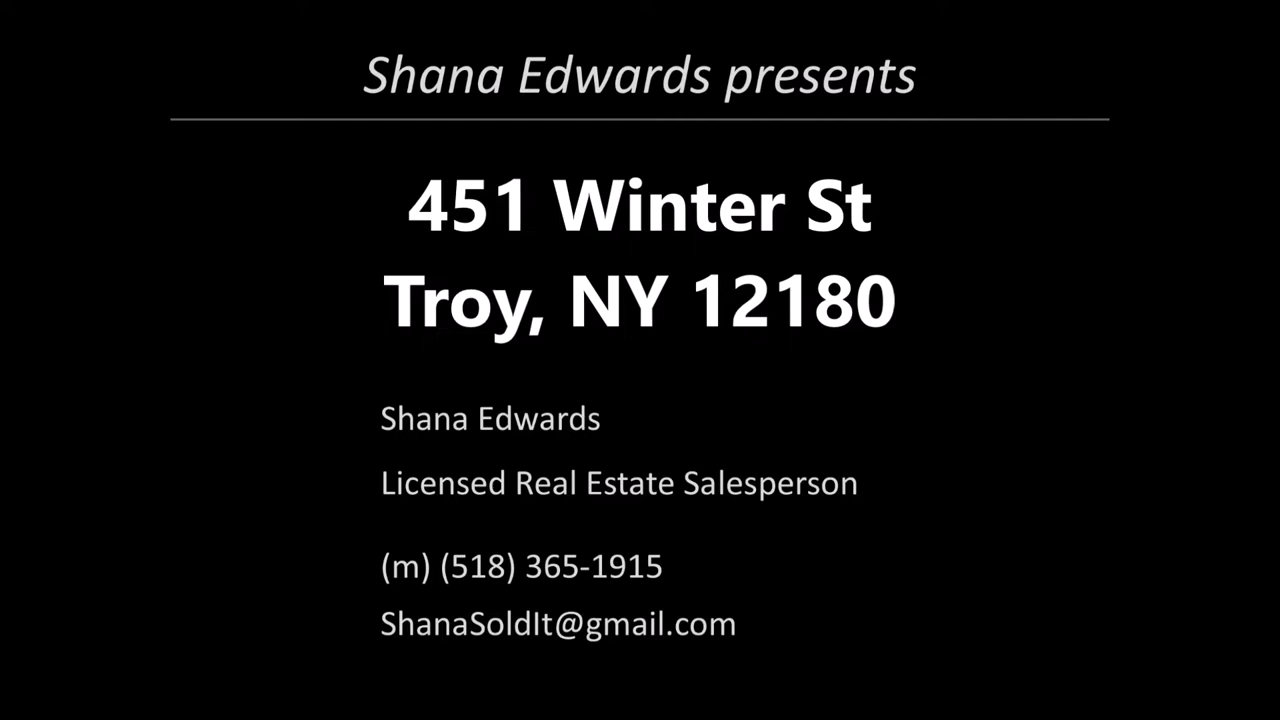 Shana Edwards presents
451 Winter St
Troy, NY 12180
Shana Edwards
Licensed Real Estate Salesperson
(m) (518) 365-1915
ShanaSoldIt@gmail.com